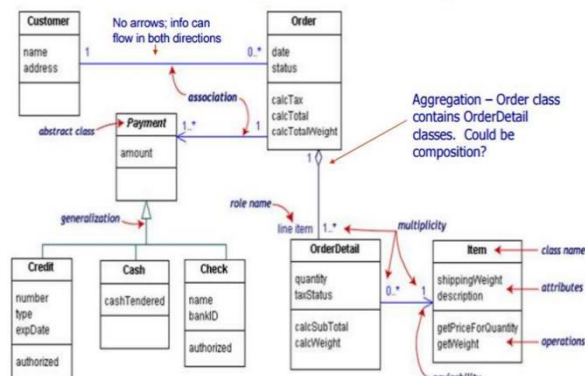 Customer
name
address
No arrows; info can
flow in both directions
1
0..*
Order
date
status
calcTax
calcTotal
calcTotalWeight
association
abstract class
Payment
amount
1..*
1
Aggregation – Order class
contains OrderDetail
classes. Could be
composition?
1
generalization
role name
line item
1..*
multiplicity
Credit
number
type
expDate
authorized
Cash
cashTendered
Check
name
bankID
authorized
OrderDetail
quantity
taxStatus
calcSubTotal
calcWeight
0..*
1
Item
shippingWeight
description
getPriceForQuantity
getWeight
class name
attributes
operations